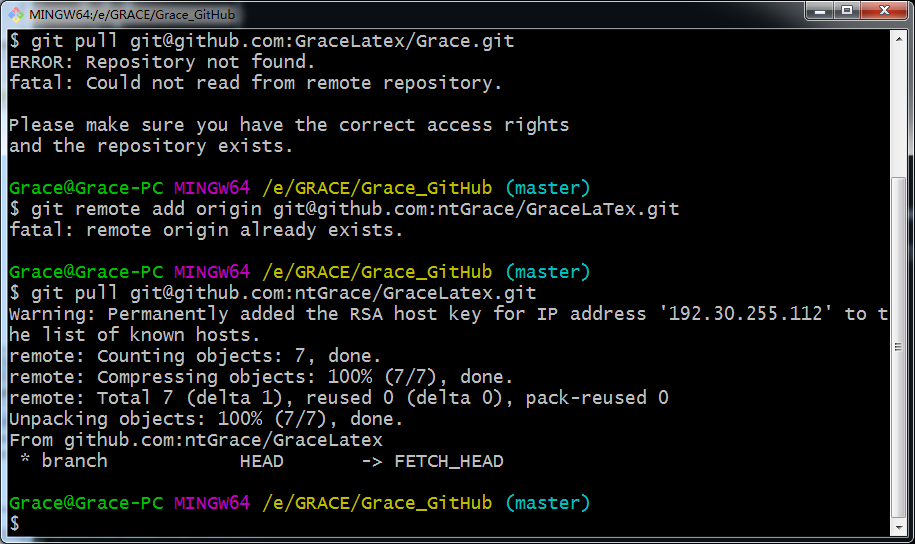 MINGW64:/e/GRACE/Grace_GitHub
$ git pull git@github.com:GraceLatex/Grace.git
ERROR: Repository not found.
fatal: Could not read from remote repository.
Please make sure you have the correct access rights
and the repository exists.
Grace@Grace-PC MINGW64 /e/GRACE/Grace_GitHub (master)
$ git remote add origin git@github.com:ntGrace/GraceLaTex.git
fatal: remote origin already exists.
Grace@Grace-PC MINGW64 /e/GRACE/Grace_GitHub (master)
$ git pull git@github.com:ntGrace/GraceLatex.git
Warning: Permanently added the RSA host key for IP address '192.30.255.112' to t
he list of known hosts.
remote: Counting objects: 7, done.
remote: Compressing objects: 100% (7/7), done.
remote: Total 7 (delta 1), reused 0 (delta 0), pack-reused 0
Unpacking objects: 100% (7/7), done.
From github.com:ntGrace/GraceLatex
 * branch            HEAD       -> FETCH_HEAD
Grace@Grace-PC MINGW64 /e/GRACE/Grace_GitHub (master)
$